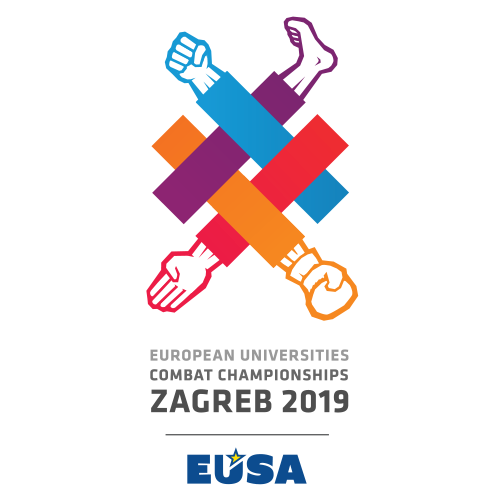 EUROPEAN UNIVERSITIES
COMBAT CHAMPIONSHIPS
ZAGREB 2019
EUSA